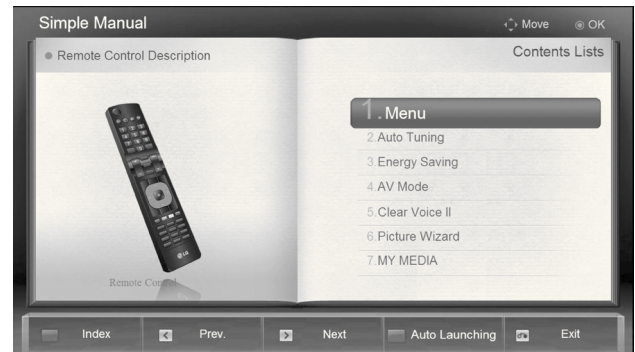 Simple Manual
Move
OK
Remote Control Description
Contents Lists
1.Menu
2.Auto Tuning
3.Energy Saving
4.AV Mode
5.Clear Voice II
6.Picture Wizard
7.MY MEDIA
LG
Remote Control
Index
Prev.
Next
Auto Launching
Exit